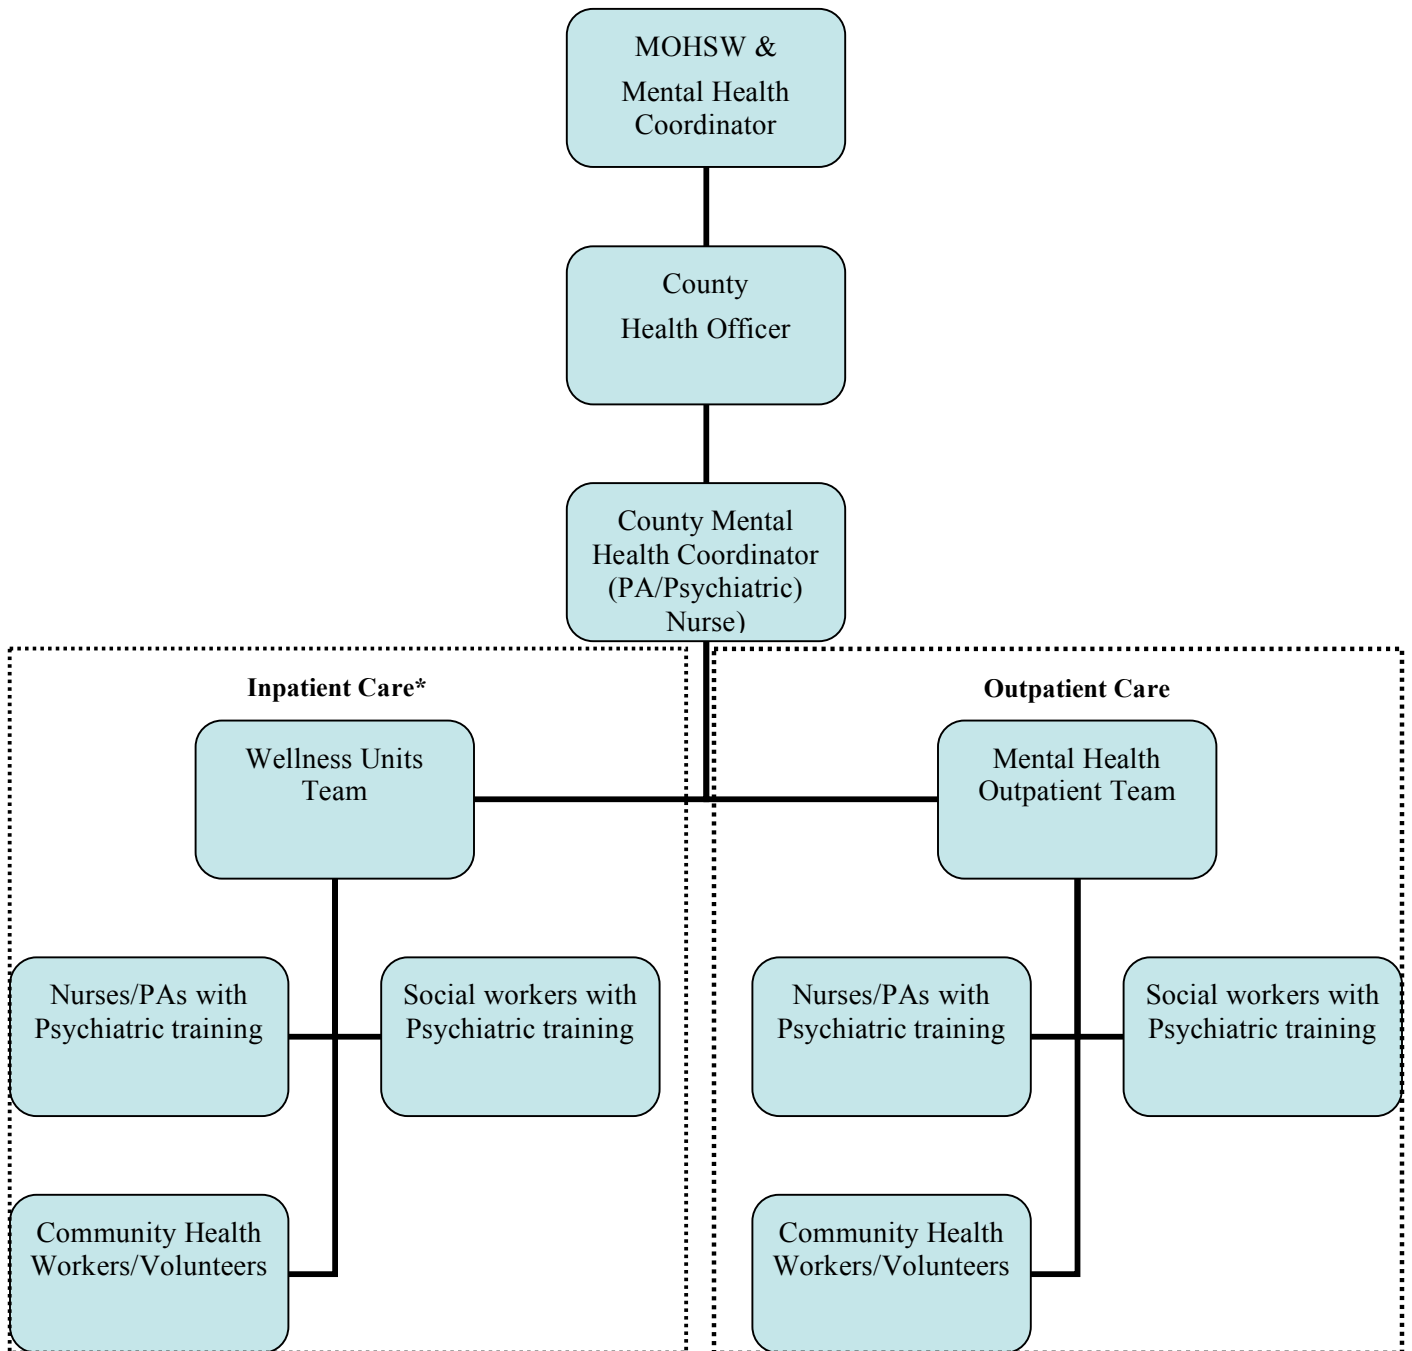 MOHSW &
Mental Health
Coordinator
County
Health Officer
County Mental
Health Coordinator
(PA/Psychiatric)
Nurse)
Inpatient Care*
Outpatient Care
Wellness Units
Team
Mental Health
Outpatient Team
Nurses/PAs with
Psychiatric training
Social workers with
Psychiatric training
Nurses/PAs with
Psychiatric training
Social workers with
Psychiatric training
Community Health
Workers/Volunteers
Community Health
Workers/Volunteers